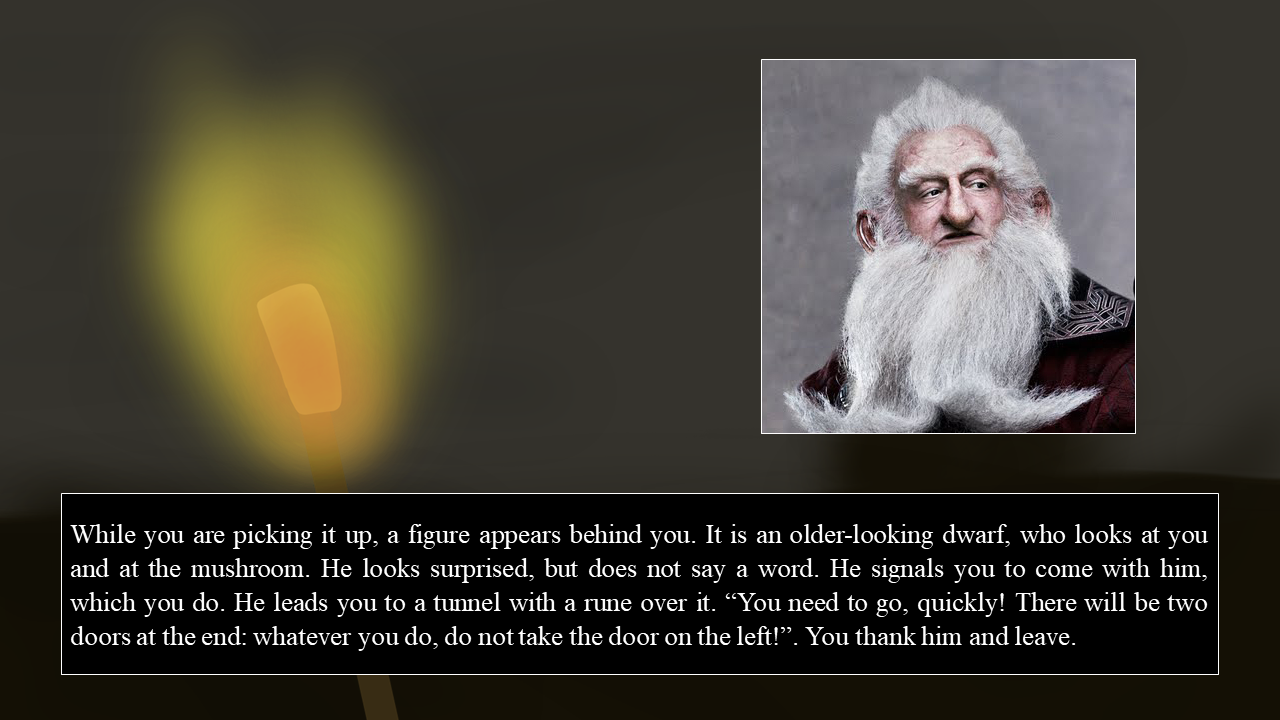 While you are picking it up, a figure appears behind you. It is an older-looking dwarf, who looks at you
and at the mushroom. He looks surprised, but does not say a word. He signals you to come with him,
which you do. He leads you to a tunnel with a rune over it. “You need to go, quickly! There will be two
doors at the end: whatever you do, do not take the door on the left!”. You thank him and leave.